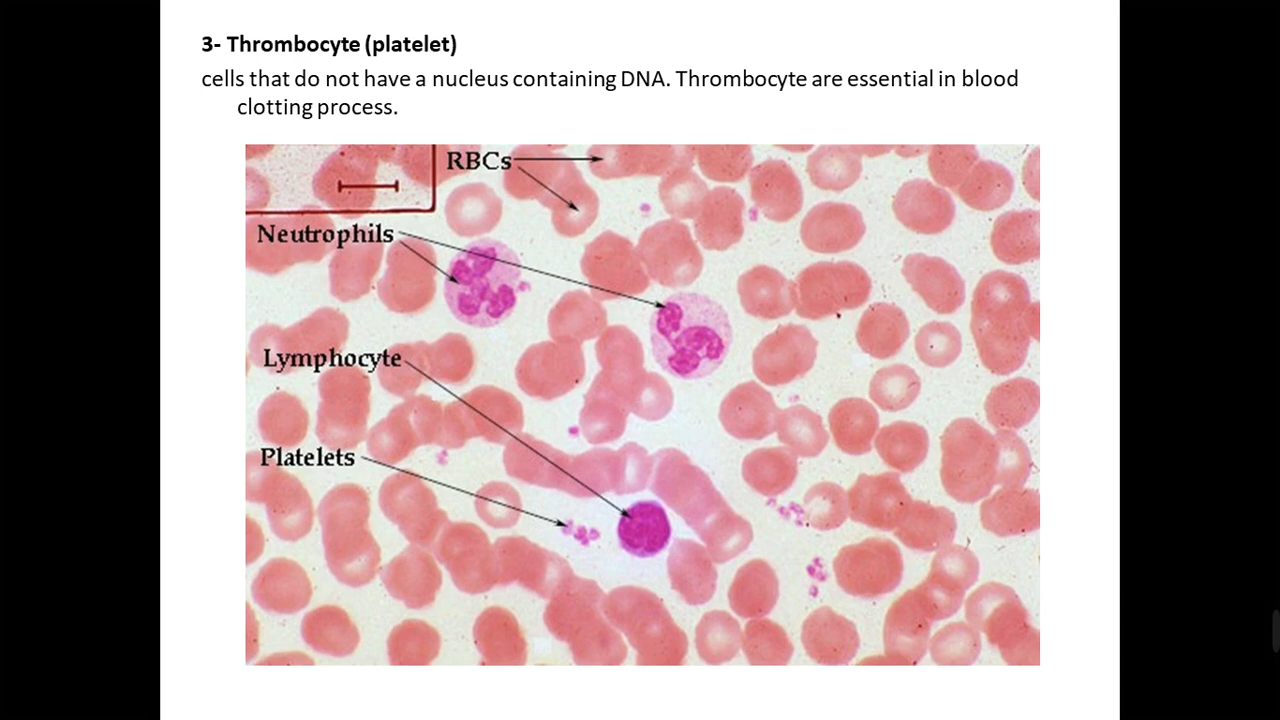 3- Thrombocyte (platelet)
cells that do not have a nucleus containing DNA. Thrombocyte are essential in blood
clotting process.
RBCs
Neutrophils
Lymphocyte
Platelets